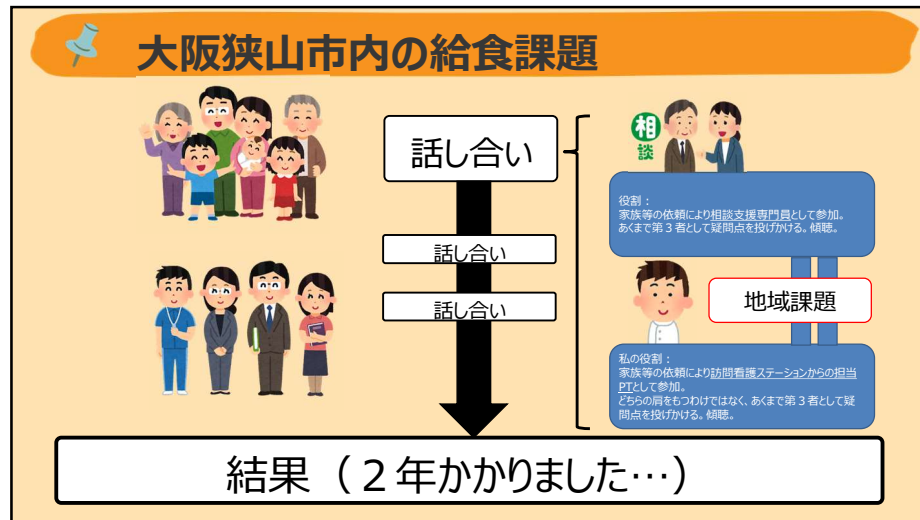 大阪狭山市内の給食課題
話し合い
相
談
役割：
家族等の依頼により相談支援専門員として参加。
あくまで第３者として疑問点を投げかける。傾聴。
話し合い
話し合い
地域課題
私の役割：
家族等の依頼により訪問看護ステーションからの担当
PTとして参加。
どちらの肩をもつわけではなく、あくまで第３者として疑
問点を投げかける。傾聴。
結果（２年かかりました…）